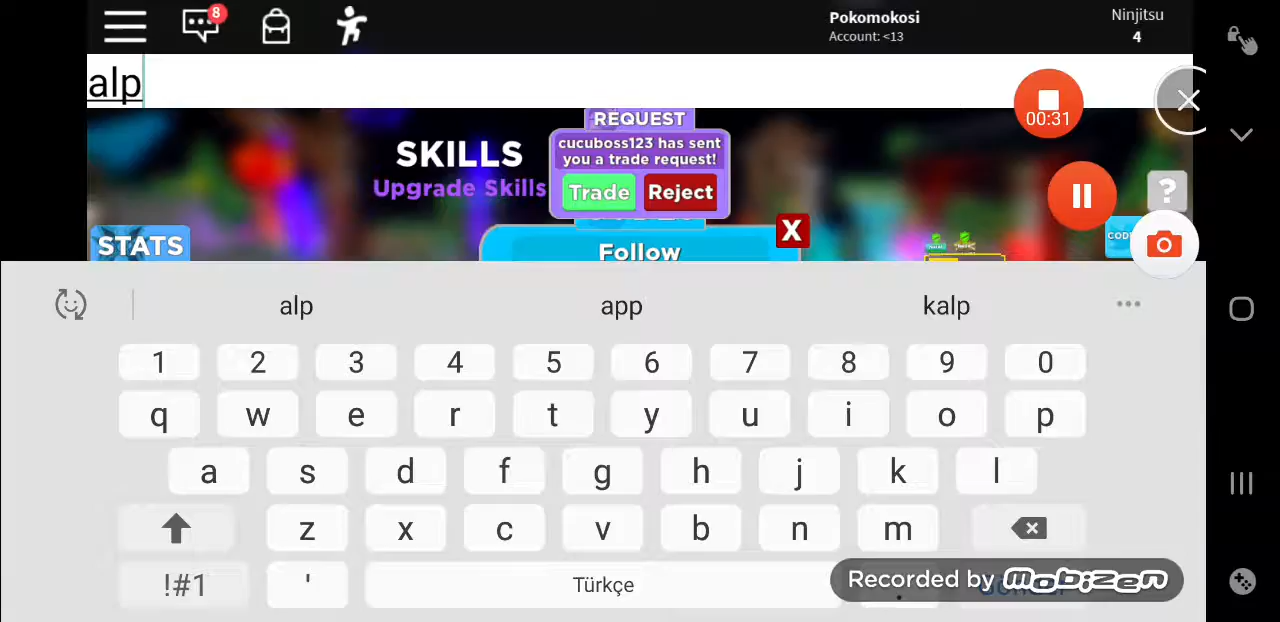 8
Pokomokosi
Account: <13
Ninjitsu
4
alp
00:31
REQUEST
cucuboss123 has sent
you a trade request!
Trade Reject
SKILLS
Upgrade Skills
?
X
STATS
Follow
alp app kalp
1 2 3 4 5 6 7 8 9 0
q w e r t y u i o p
a s d f g h j k l
z x c v b n m
!#1 ' Türkçe .
Recorded by mobizen